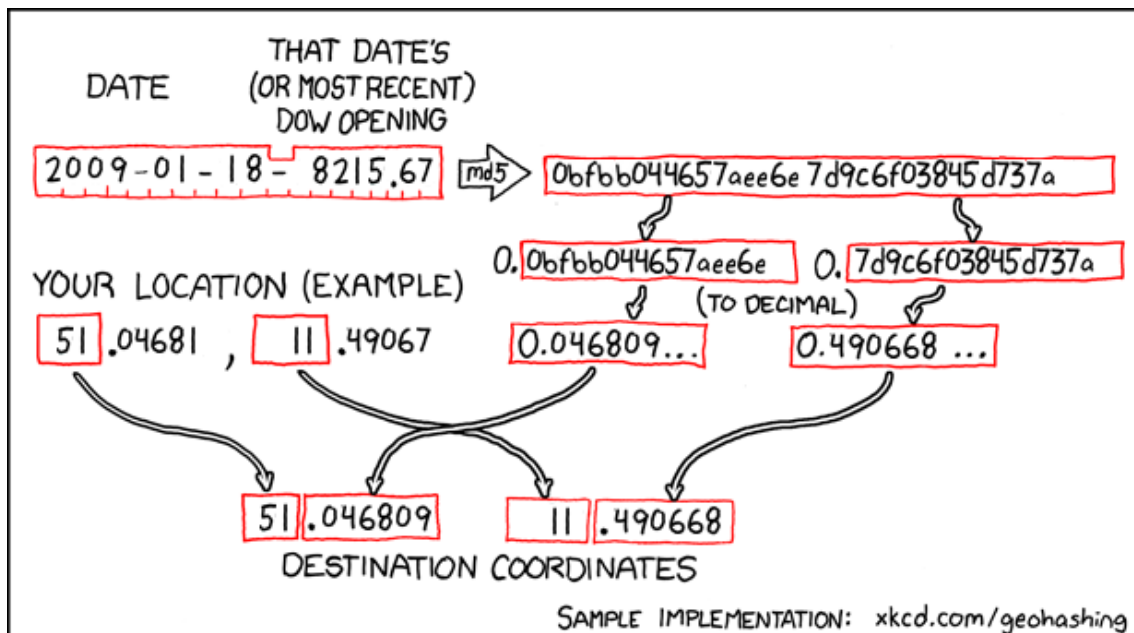 DATE
THAT DATE'S
(OR MOST RECENT)
DOW OPENING
2009-01-18- 8215.67
md5
0bfbb044657aee6e7d9c6f03845d737a
0. 0bfbb044657aee6e
0. 7d9c6f03845d737a
(TO DECIMAL)
YOUR LOCATION (EXAMPLE)
51.04681, 11.49067
0.046809...
0.490668...
51.046809
11.490668
DESTINATION COORDINATES
SAMPLE IMPLEMENTATION: xkcd.com/geohashing